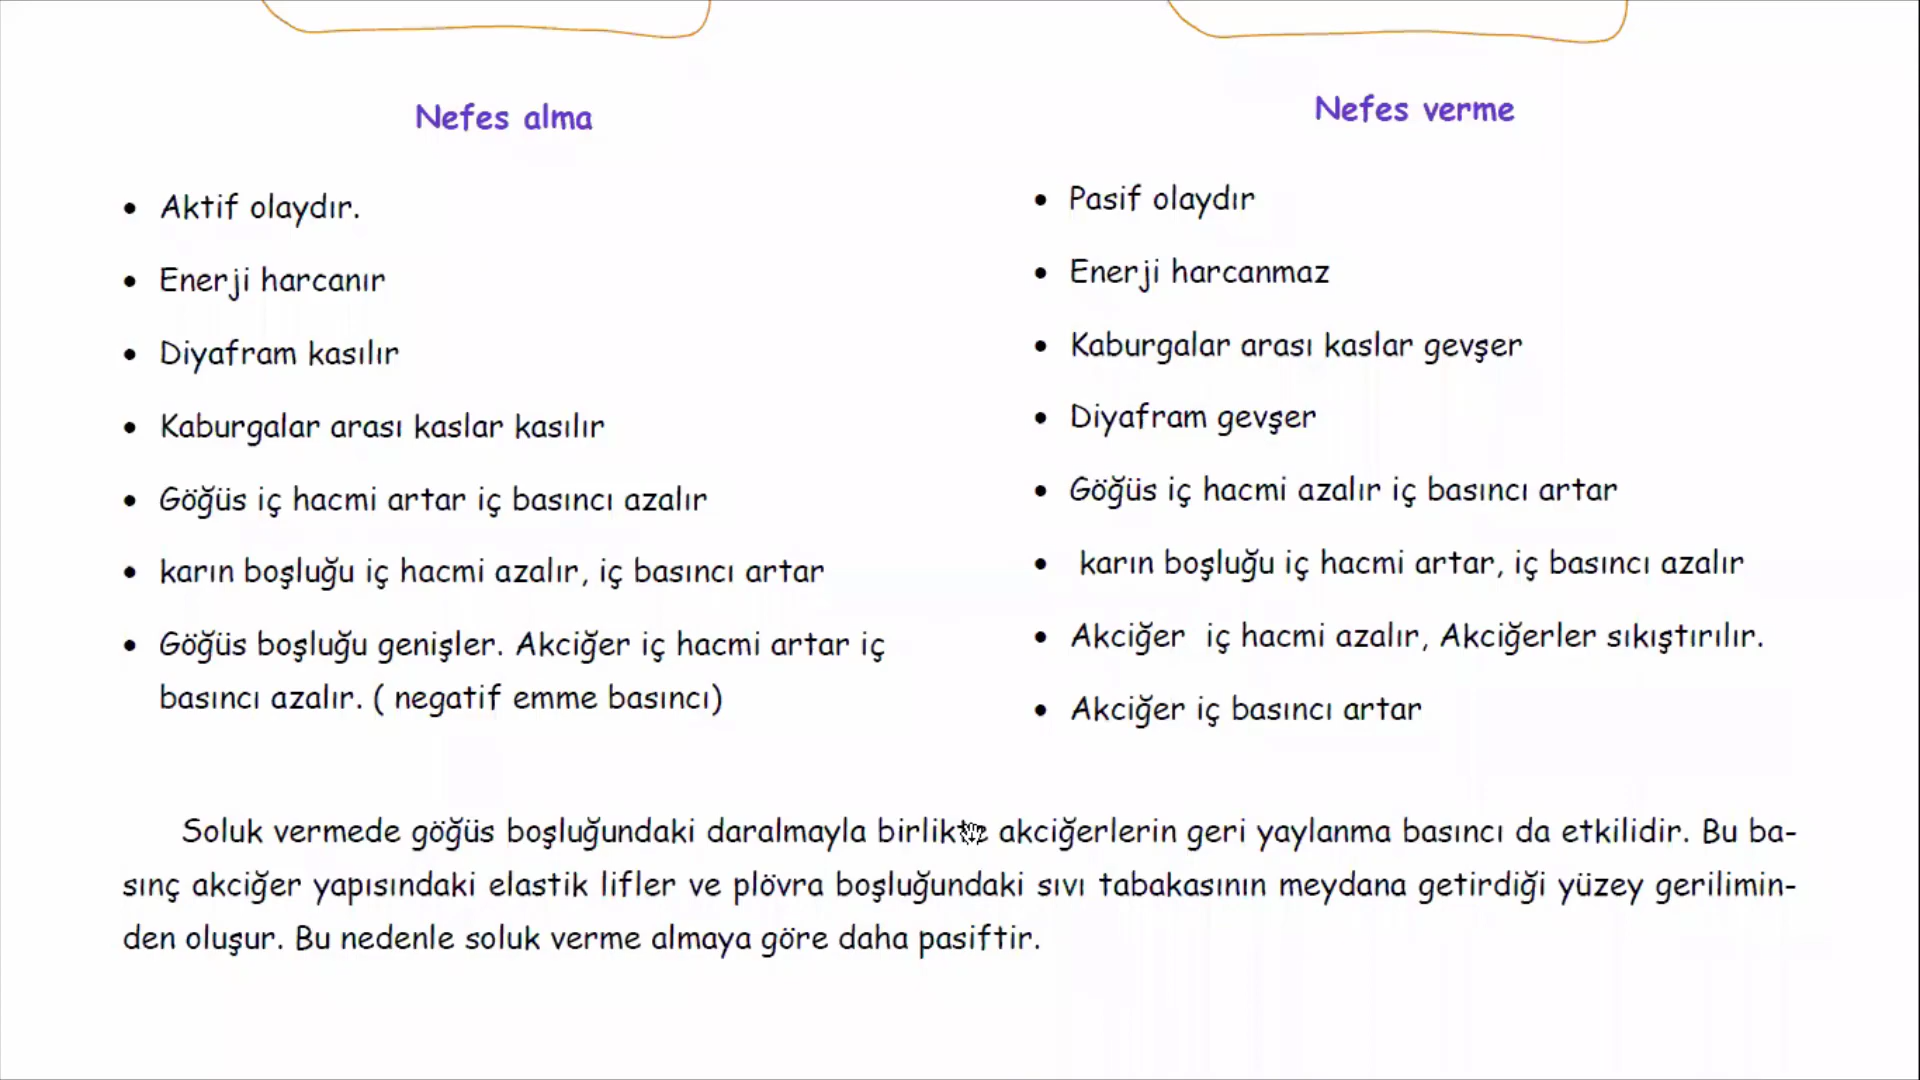 Nefes alma
Aktif olaydır.
Enerji harcanır
Diyafram kasılır
Kaburgalar arası kaslar kasılır
Göğüs iç hacmi artar iç basıncı azalır
karın boşluğu iç hacmi azalır, iç basıncı artar
Göğüs boşluğu genişler. Akciğer iç hacmi artar iç
basıncı azalır. ( negatif emme basıncı)
Nefes verme
Pasif olaydır
Enerji harcanmaz
Kaburgalar arası kaslar gevşer
Diyafram gevşer
Göğüs iç hacmi azalır iç basıncı artar
karın boşluğu iç hacmi artar, iç basıncı azalır
Akciğer iç hacmi azalır, Akciğerler sıkıştırılır.
Akciğer iç basıncı artar
Soluk vermede göğüs boşluğundaki daralmayla birlikte akciğerlerin geri yaylanma basıncı da etkilidir. Bu ba-
sınç akciğer yapısındaki elastik lifler ve plövra boşluğundaki sıvı tabakasının meydana getirdiği yüzey gerilimin-
den oluşur. Bu nedenle soluk verme almaya göre daha pasiftir.